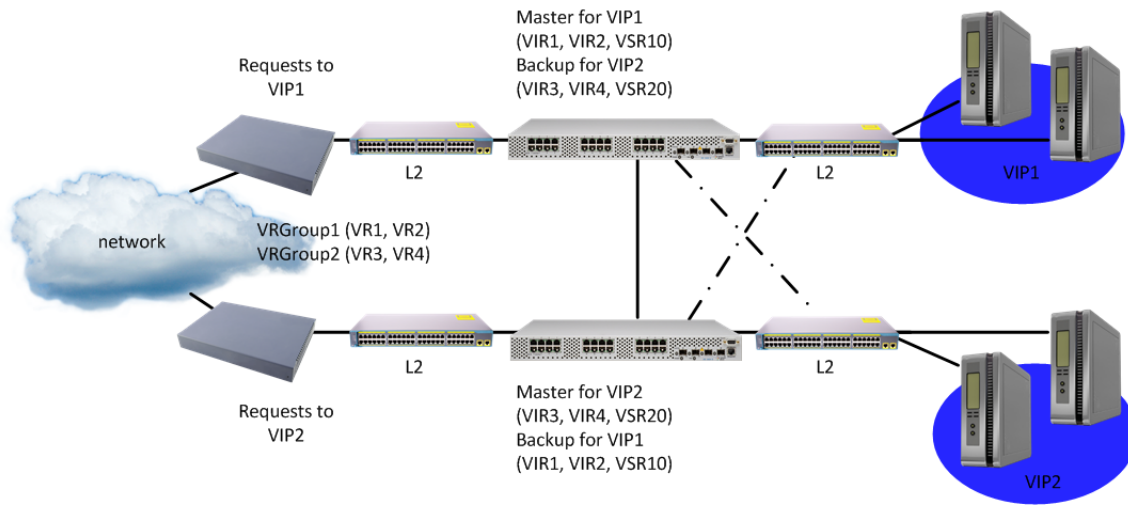 Master for VIP1
(VIR1, VIR2, VSR10)
Backup for VIP2
(VIR3, VIR4, VSR20)
Requests to
VIP1
L2
L2
VIP1
network
VRGroup1 (VR1, VR2)
VRGroup2 (VR3, VR4)
L2
L2
Requests to
VIP2
Master for VIP2
(VIR3, VIR4, VSR20)
Backup for VIP1
(VIR1, VIR2, VSR10)
VIP2